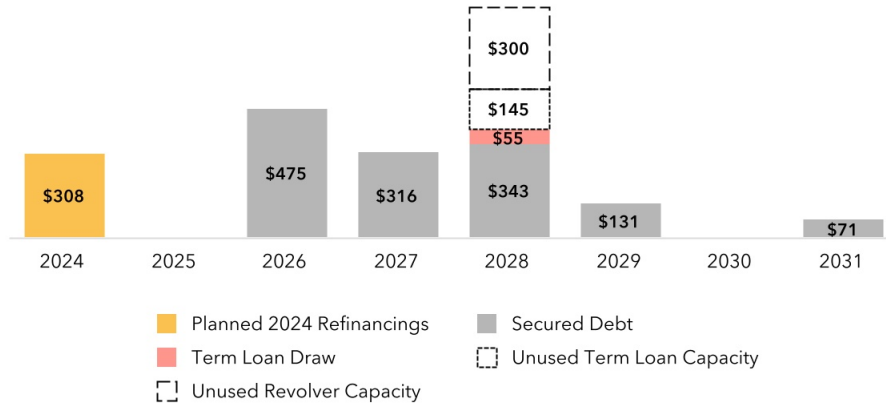 $300
$145
$55
$308
$475
$316
$343
$131
$71
2024 2025 2026 2027 2028 2029 2030 2031
Planned 2024 Refinancings
Secured Debt
Term Loan Draw
Unused Term Loan Capacity
Unused Revolver Capacity